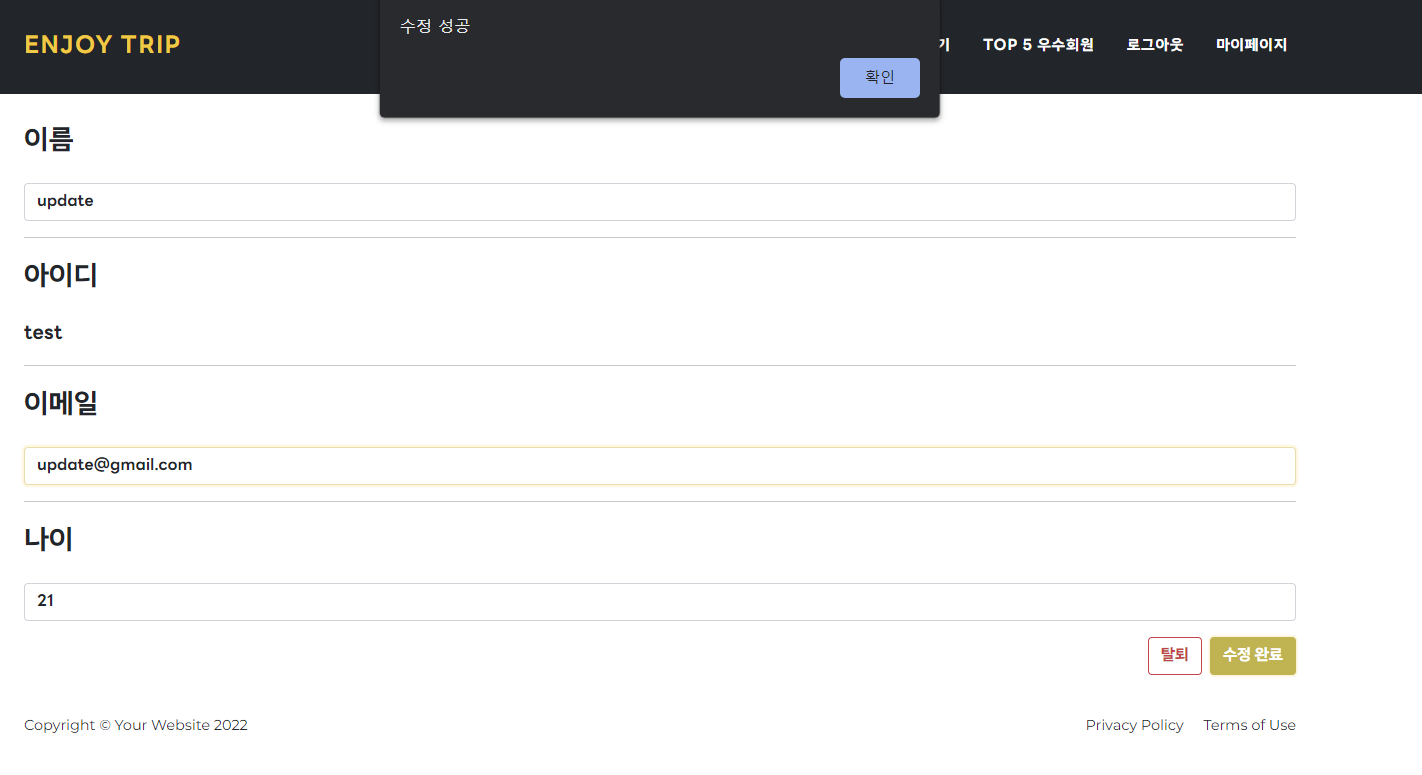 수정 성공
확인
ENJOY TRIP
기 TOP 5 우수회원 로그아웃 마이페이지
이름
update
아이디
test
이메일
update@gmail.com
나이
21
탈퇴 수정 완료
Copyright © Your Website 2022 Privacy Policy Terms of Use